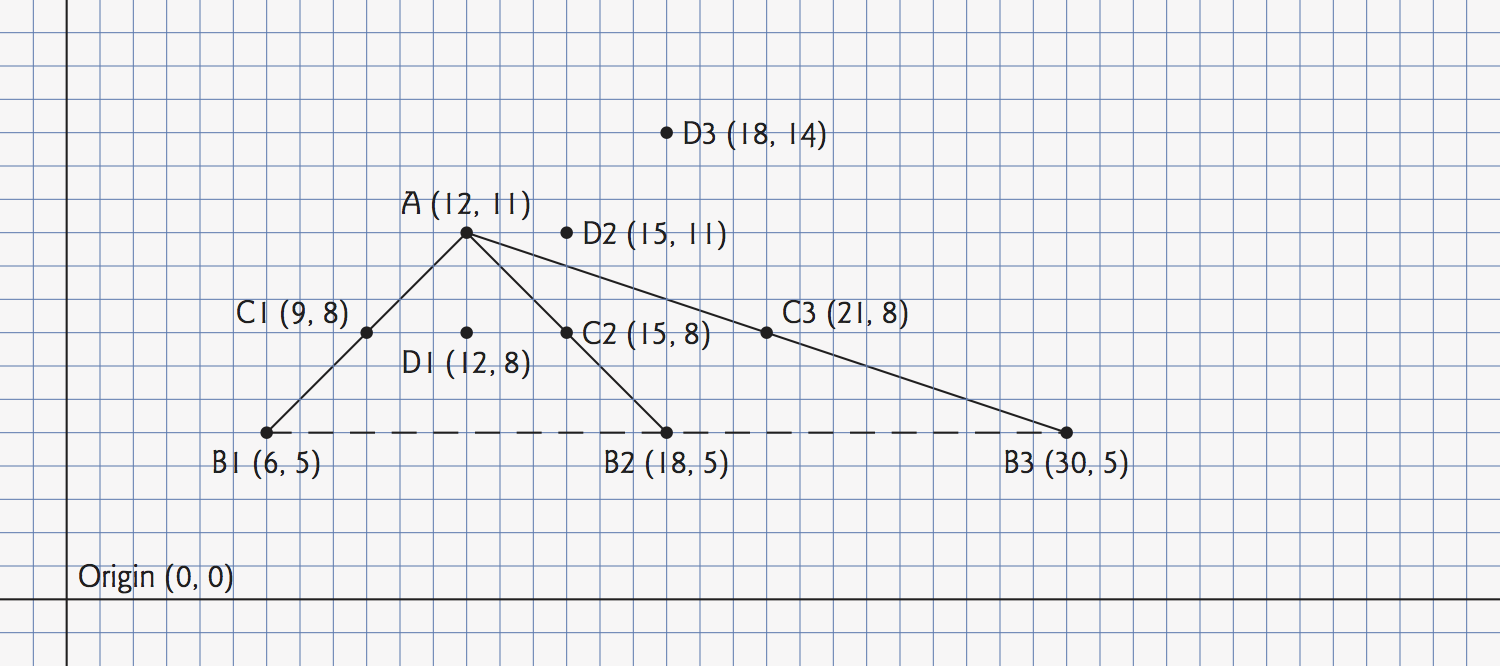 D3 (18, 14)
A (12, 11)
D2 (15, 11)
C1 (9, 8)
C3 (21, 8)
C2 (15, 8)
D1 (12, 8)
B1 (6, 5)
B2 (18, 5)
B3 (30, 5)
Origin (0, 0)